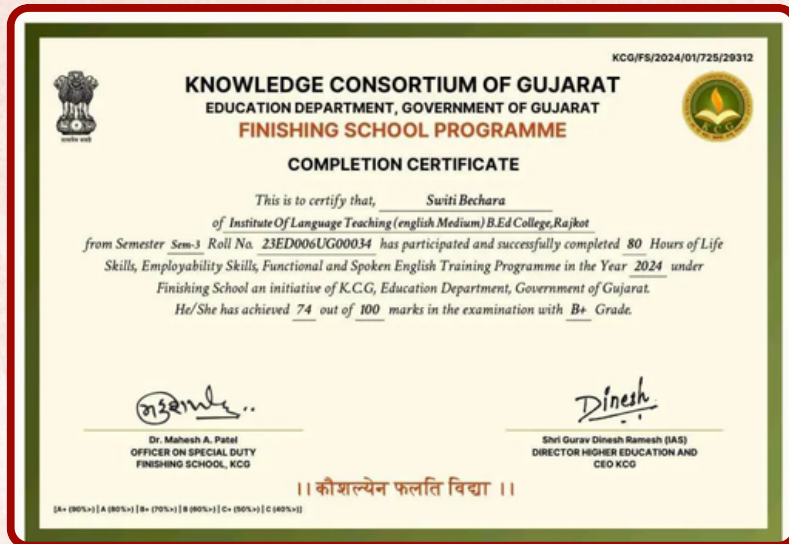 KCG/FS/2024/01/725/29312
KNOWLEDGE CONSORTIUM OF GUJARAT
EDUCATION DEPARTMENT, GOVERNMENT OF GUJARAT
FINISHING SCHOOL PROGRAMME
सत्यमेव जयते
KCG
COMPLETION CERTIFICATE
This is to certify that, Switi Bechara
of Institute Of Language Teaching (english Medium) B.Ed College,Rajkot
from Semester Sem-3 Roll No. 23ED006UG00034 has participated and successfully completed 80 Hours of Life
Skills, Employability Skills, Functional and Spoken English Training Programme in the Year 2024 under
Finishing School an initiative of K.C.G, Education Department, Government of Gujarat.
He/She has achieved 74 out of 100 marks in the examination with B+ Grade.
Dinesh
Dr. Mahesh A. Patel
OFFICER ON SPECIAL DUTY
FINISHING SCHOOL, KCG
Shri Gurav Dinesh Ramesh (IAS)
DIRECTOR HIGHER EDUCATION AND
CEO KCG
।। कौशल्येन फलति विद्या ।।
[A+ (90%>) | A (80%>) | B+ (70%>) | B (60%>) | C+ (50%>) | C (40%>)]